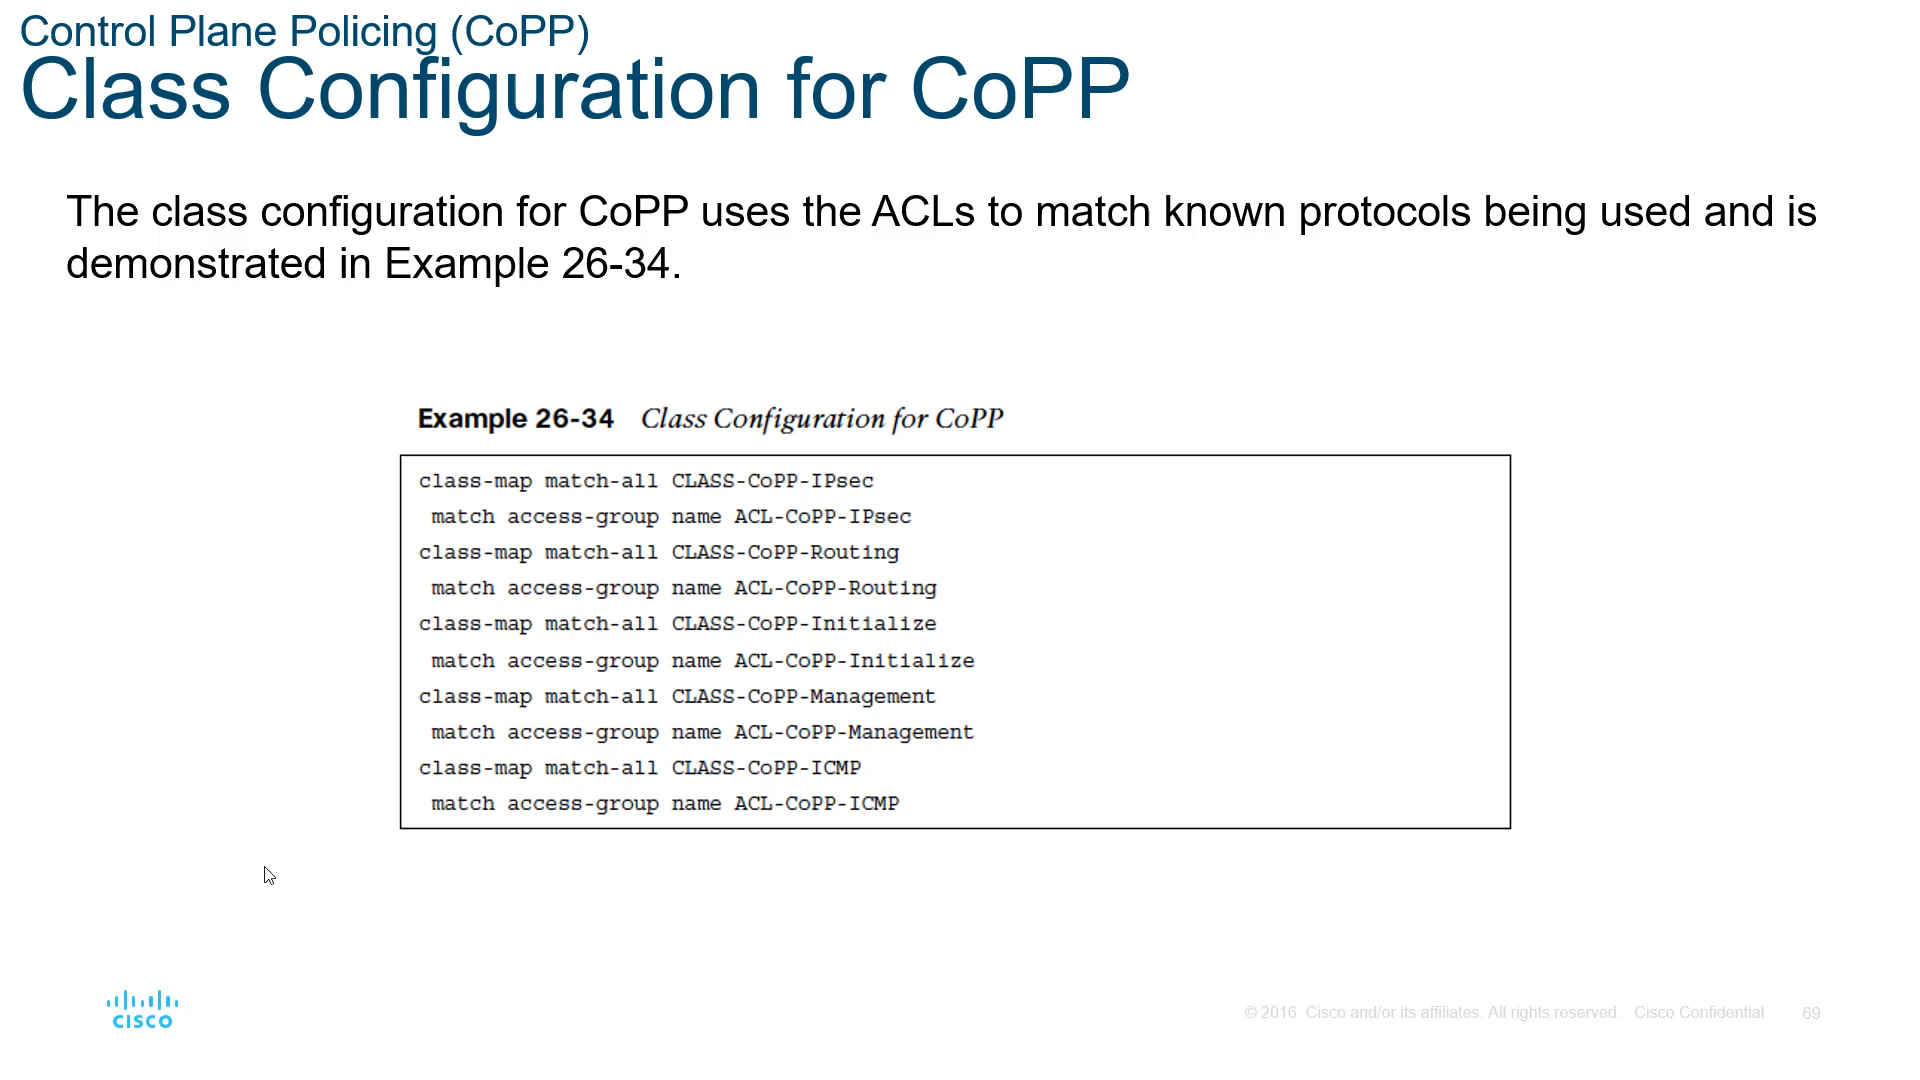 Control Plane Policing (CoPP)
Class Configuration for CoPP
The class configuration for CoPP uses the ACLs to match known protocols being used and is
demonstrated in Example 26-34.
Example 26-34 Class Configuration for CoPP
class-map match-all CLASS-CoPP-IPsec
match access-group name ACL-CoPP-IPsec
class-map match-all CLASS-CoPP-Routing
match access-group name ACL-CoPP-Routing
class-map match-all CLASS-CoPP-Initialize
match access-group name ACL-CoPP-Initialize
class-map match-all CLASS-CoPP-Management
match access-group name ACL-CoPP-Management
class-map match-all CLASS-CoPP-ICMP
match access-group name ACL-CoPP-ICMP
CISCO
© 2016 Cisco and/or its affiliates. All rights reserved. Cisco Confidential 69